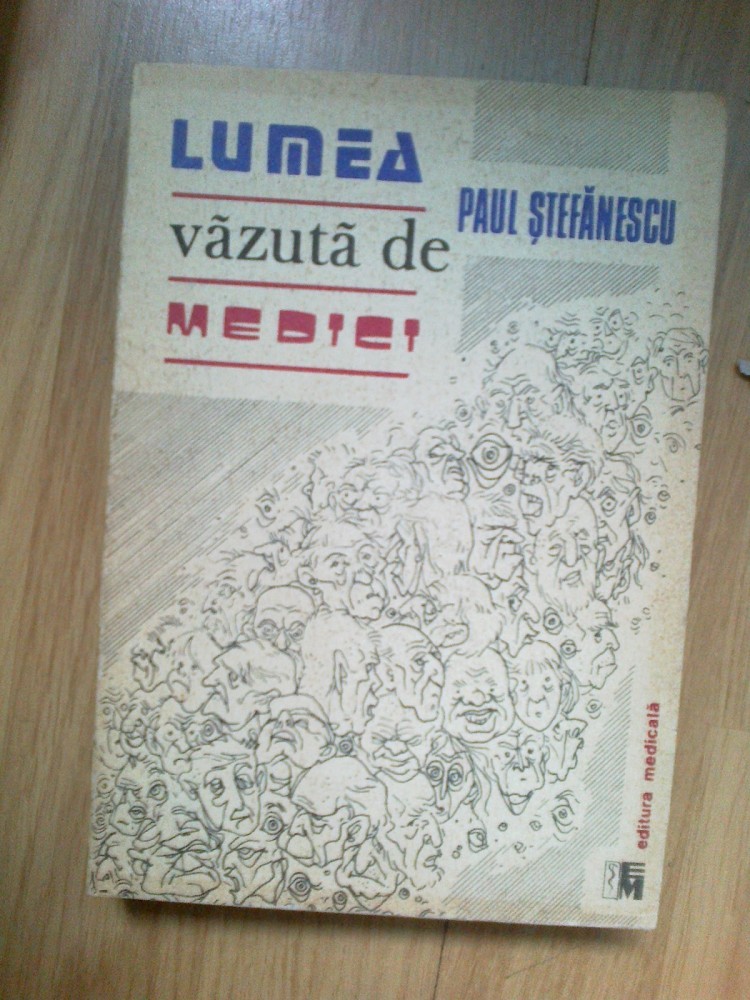 LUMEA
văzută de
MEDICI
PAUL ȘTEFĂNESCU
editura medicală
EM